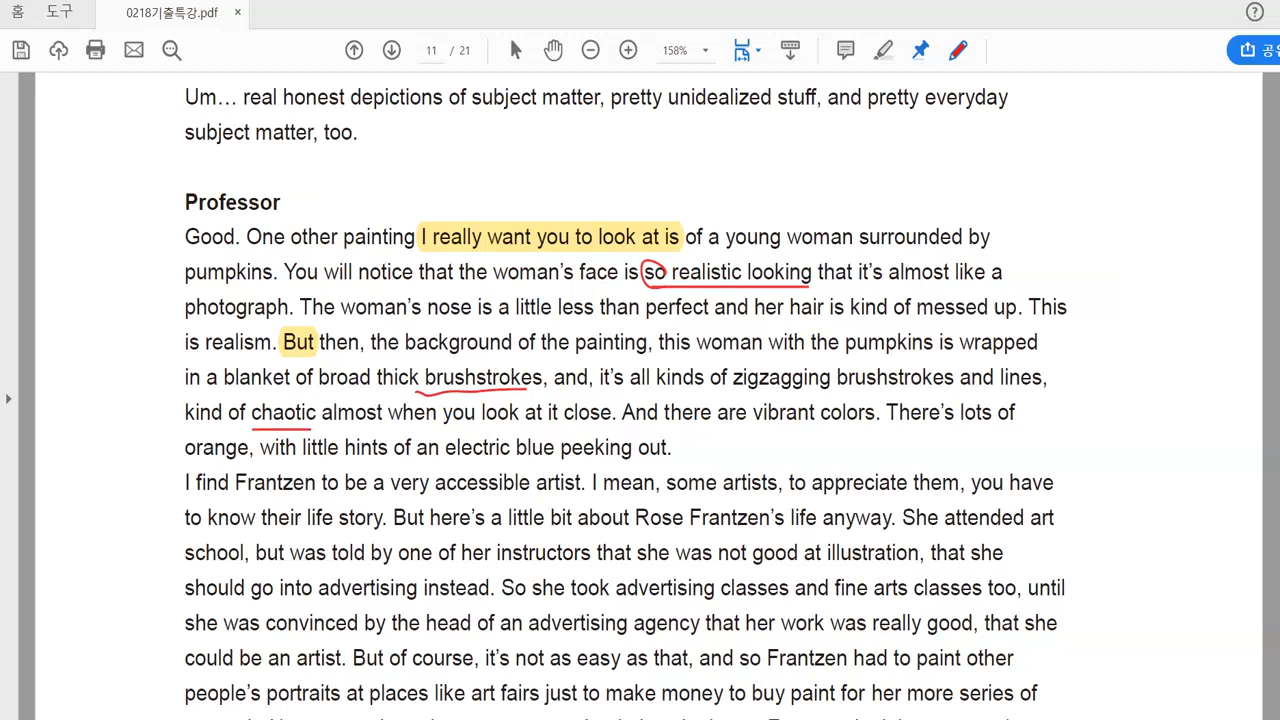 홈 도구 0218기출특강.pdf ×
11 / 21 158% 공유
Um… real honest depictions of subject matter, pretty unidealized stuff, and pretty everyday
subject matter, too.
Professor
Good. One other painting I really want you to look at is of a young woman surrounded by
pumpkins. You will notice that the woman’s face is so realistic looking that it’s almost like a
photograph. The woman’s nose is a little less than perfect and her hair is kind of messed up. This
is realism. But then, the background of the painting, this woman with the pumpkins is wrapped
in a blanket of broad thick brushstrokes, and, it’s all kinds of zigzagging brushstrokes and lines,
kind of chaotic almost when you look at it close. And there are vibrant colors. There’s lots of
orange, with little hints of an electric blue peeking out.
I find Frantzen to be a very accessible artist. I mean, some artists, to appreciate them, you have
to know their life story. But here’s a little bit about Rose Frantzen’s life anyway. She attended art
school, but was told by one of her instructors that she was not good at illustration, that she
should go into advertising instead. So she took advertising classes and fine arts classes too, until
she was convinced by the head of an advertising agency that her work was really good, that she
could be an artist. But of course, it’s not as easy as that, and so Frantzen had to paint other
people’s portraits at places like art fairs just to make money to buy paint for her more series of